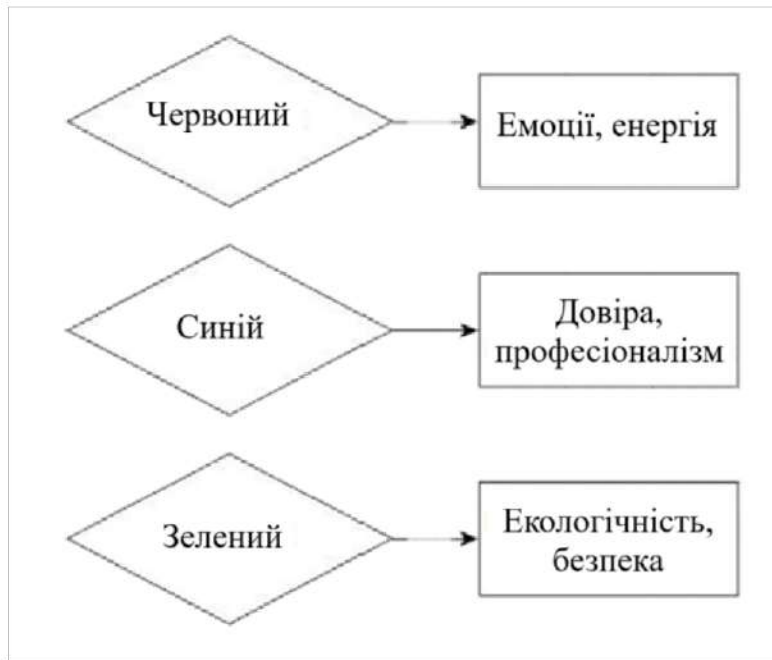 Червоний
Емоції, енергія
Синій
Довіра,
професіоналізм
Зелений
Екологічність,
безпека